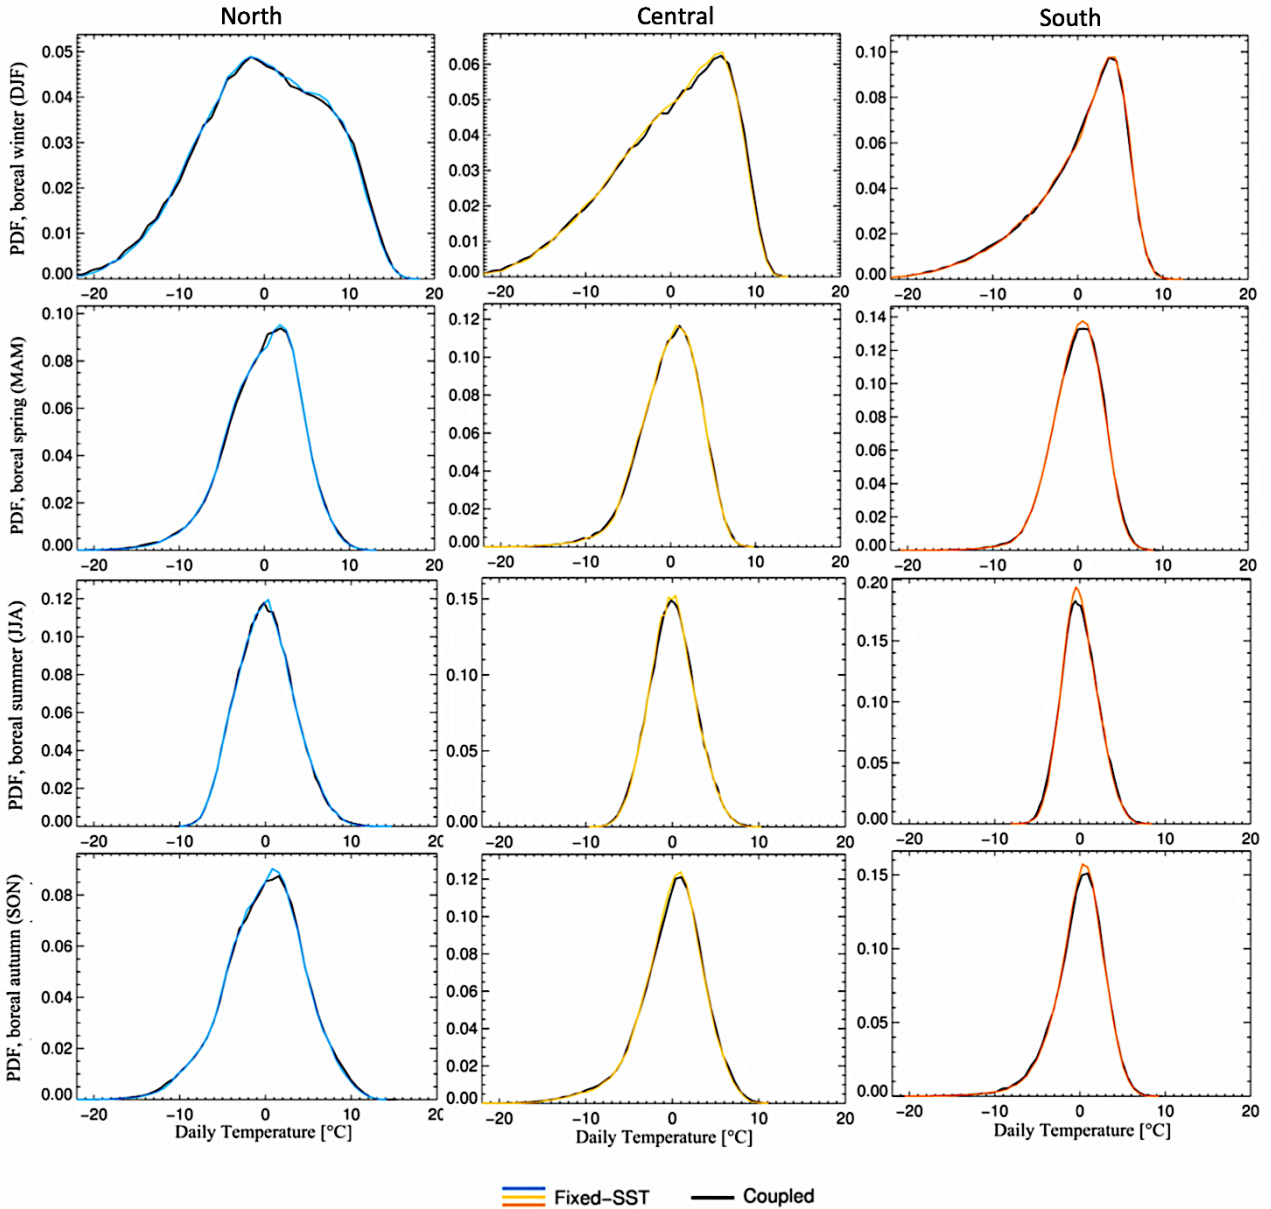 North Central South
PDF, boreal winter (DJF)
0.05 0.04 0.03 0.02 0.01 0.00
−20 −10 0 10 20
0.06 0.05 0.04 0.03 0.02 0.01 0.00
−20 −10 0 10 20
0.10 0.08 0.06 0.04 0.02 0.00
−20 −10 0 10 20
PDF, boreal spring (MAM)
0.10 0.08 0.06 0.04 0.02 0.00
−20 −10 0 10 20
0.12 0.10 0.08 0.06 0.04 0.02 0.00
−20 −10 0 10 20
0.14 0.12 0.10 0.08 0.06 0.04 0.02 0.00
−20 −10 0 10 20
PDF, boreal summer (JJA)
0.12 0.10 0.08 0.06 0.04 0.02 0.00
−20 −10 0 10 2
0.15 0.10 0.05 0.00
−20 −10 0 10 20
0.20 0.15 0.10 0.05 0.00
−20 −10 0 10 20
PDF, boreal autumn (SON)
0.08 0.06 0.04 0.02 0.00
−20 −10 0 10 2
0.12 0.10 0.08 0.06 0.04 0.02 0.00
−20 −10 0 10 20
0.15 0.10 0.05 0.00
−20 −10 0 10 20
Daily Temperature [°C] Daily Temperature [°C] Daily Temperature [°C]
Fixed−SST Coupled